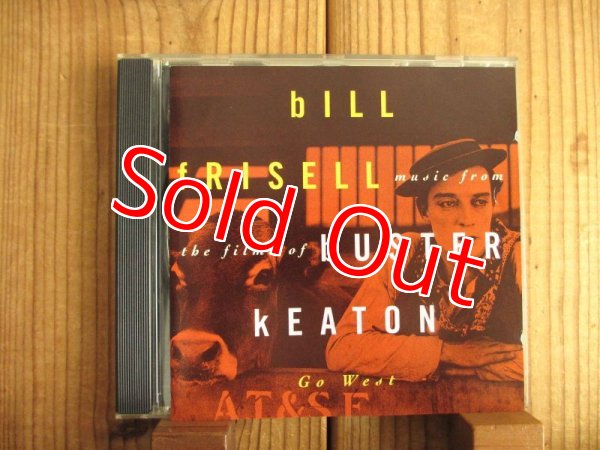 bILL
fRISELL music from
the films of bUSTER
kEATON
Go West
AT&SF
Sold Out